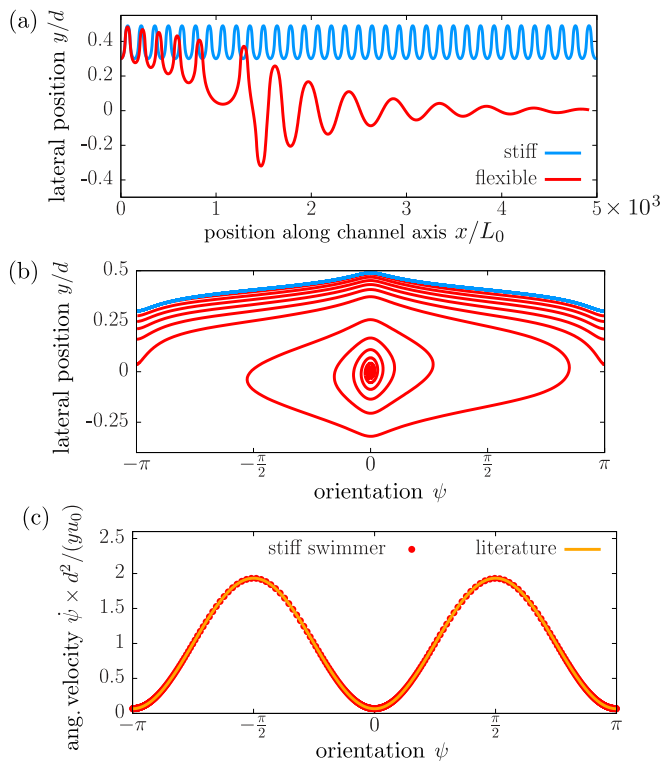 (a)
lateral position y/d
0.4
0.2
0
-0.2
-0.4
stiff
flexible
0 1 2 3 4 5 × 10³
position along channel axis x/L₀
(b)
lateral position y/d
0.5
0.25
0
-0.25
−π −π/2 0 π/2 π
orientation ψ
(c)
ang. velocity ψ̇ × d²/(yu₀)
2.5
2
1.5
1
0.5
0
stiff swimmer literature
−π −π/2 0 π/2 π
orientation ψ